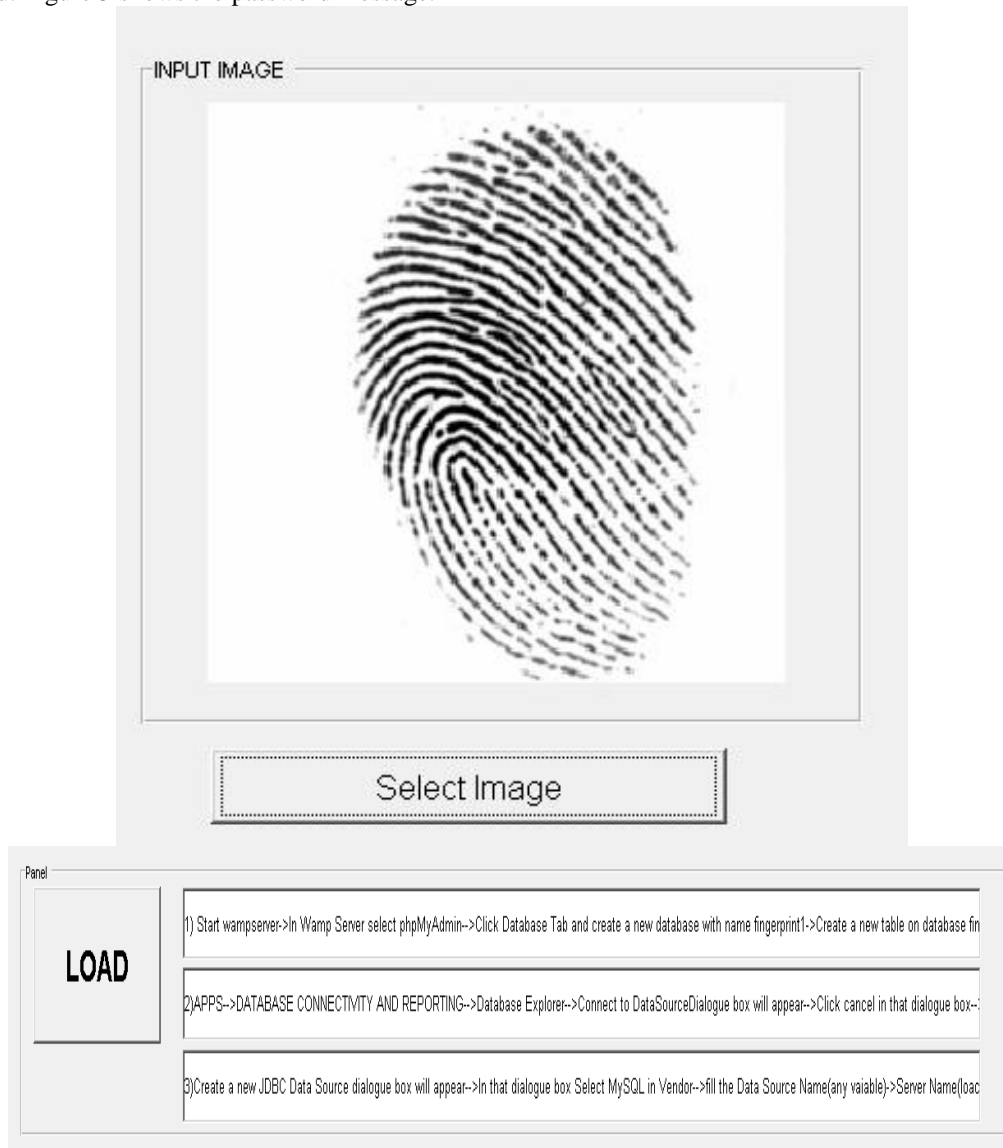 INPUT IMAGE
Select Image
Panel
LOAD
1) Start wampserver->In Wamp Server select phpMyAdmin-->Click Database Tab and create a new database with name fingerprint1->Create a new table on database fin
2)APPS-->DATABASE CONNECTIVITY AND REPORTING-->Database Explorer-->Connect to DataSourceDialogue box will appear-->Click cancel in that dialogue box--
3)Create a new JDBC Data Source dialogue box will appear-->In that dialogue box Select MySQL in Vendor-->fill the Data Source Name(any vaiable)->Server Name(loac